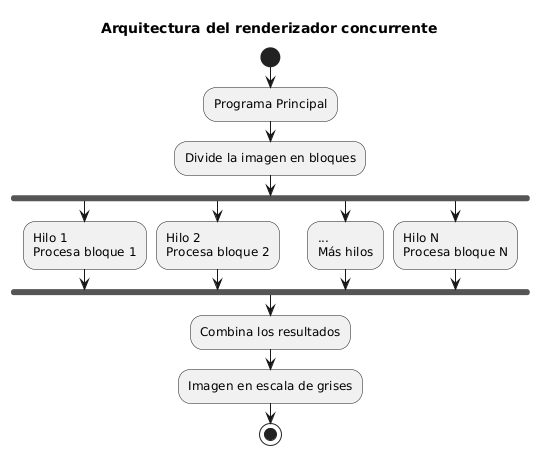 Arquitectura del renderizador concurrente
Programa Principal
Divide la imagen en bloques
Hilo 1
Procesa bloque 1
Hilo 2
Procesa bloque 2
...
Más hilos
Hilo N
Procesa bloque N
Combina los resultados
Imagen en escala de grises